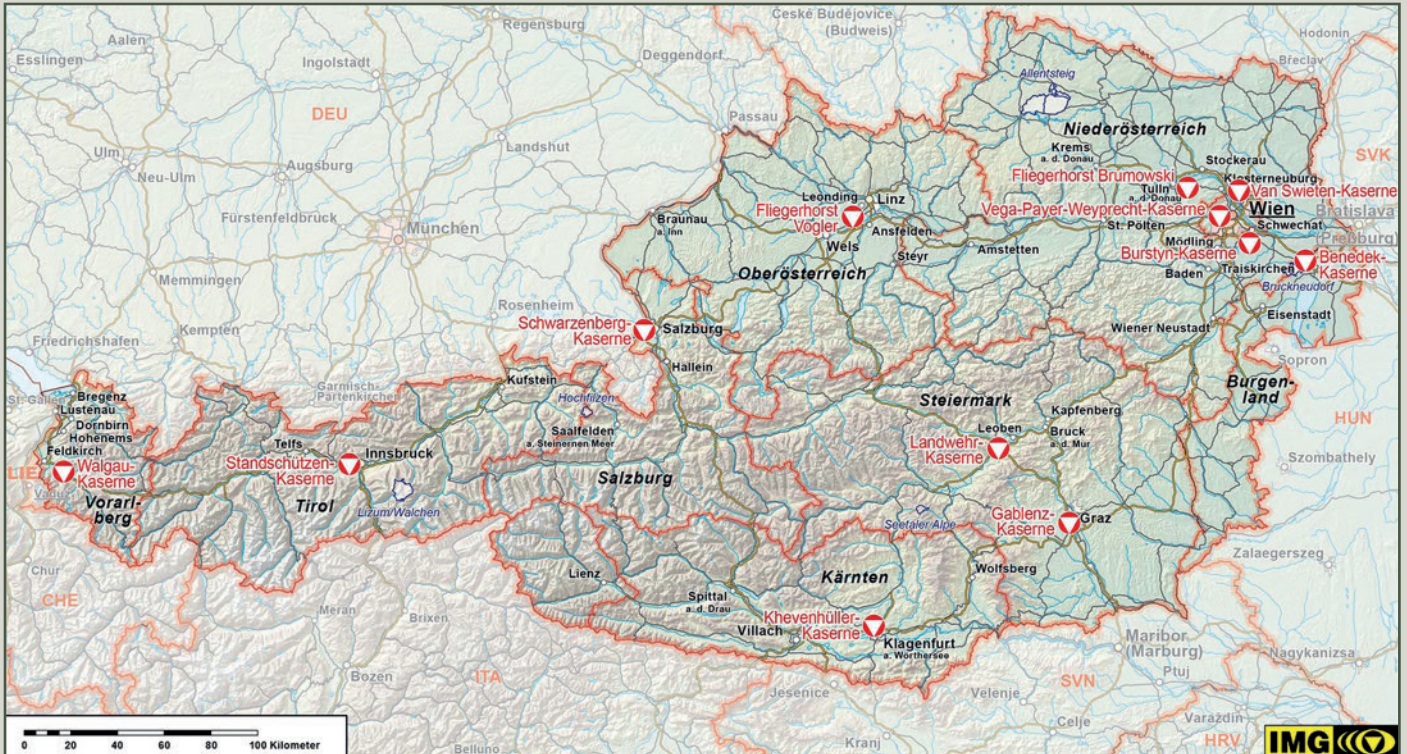 České Budějovice
(Budweis)
Regensburg
Hodonin
Aalen
Esslingen
Ingolstadt
Deggendorf
Břeclav
Allentsteig
DEU
Passau
Niederösterreich
Landshut
Krems
a. d. Donau
Stockerau
SVK
Ulm
Neu-Ulm
Augsburg
Fliegerhorst Brumowski
Klosterneuburg
Tulln
a. d. Donau
Van Swieten-Kaserne
Leonding
Linz
Fürstenfeldbruck
München
Braunau
a. Inn
Fliegerhorst
Vogler
Vega-Payer-Weyprecht-Kaserne
Wien
Bratislava
(Preßburg)
Ansfelden
St. Pölten
Schwechat
Wels
Steyr
Amstetten
Mödling
Burstyn-Kaserne
Benedek-
Kaserne
Memmingen
Oberösterreich
Baden
Traiskirchen
Bruckneudorf
Rosenheim
Schwarzenberg-
Kaserne
Salzburg
Eisenstadt
Kempten
Wiener Neustadt
Friedrichshafen
Sopron
Hallein
Kufstein
St. Gallen
Bregenz
Lustenau
Dornbirn
Hohenems
Feldkirch
Garmisch-
Partenkirchen
Hochfilzen
Burgen-
land
Steiermark
Kapfenberg
HUN
Saalfelden
a. Steinernen Meer
Leoben
Bruck
a. d. Mur
Telfs
Innsbruck
Landwehr-
Kaserne
LIE
Walgau-
Kaserne
Standschützen-
Kaserne
Szombathely
Vaduz
Vorarl-
berg
Tirol
Lizum/Walchen
Salzburg
Seetaler Alpe
Gablenz-
Kaserne
Graz
Zalaegerszeg
Chur
Lienz
Kärnten
Wolfsberg
CHE
Spittal
a. d. Drau
Meran
Brixen
Khevenhüller-
Kaserne
Villach
Klagenfurt
a. Wörthersee
Maribor
(Marburg)
Nagykanizsa
Bozen
ITA
Ptuj
Jesenice
Velenje
SVN
Celje
Varaždin
0 20 40 60 80 100 Kilometer
Belluno
Kranj
HRV
IMG